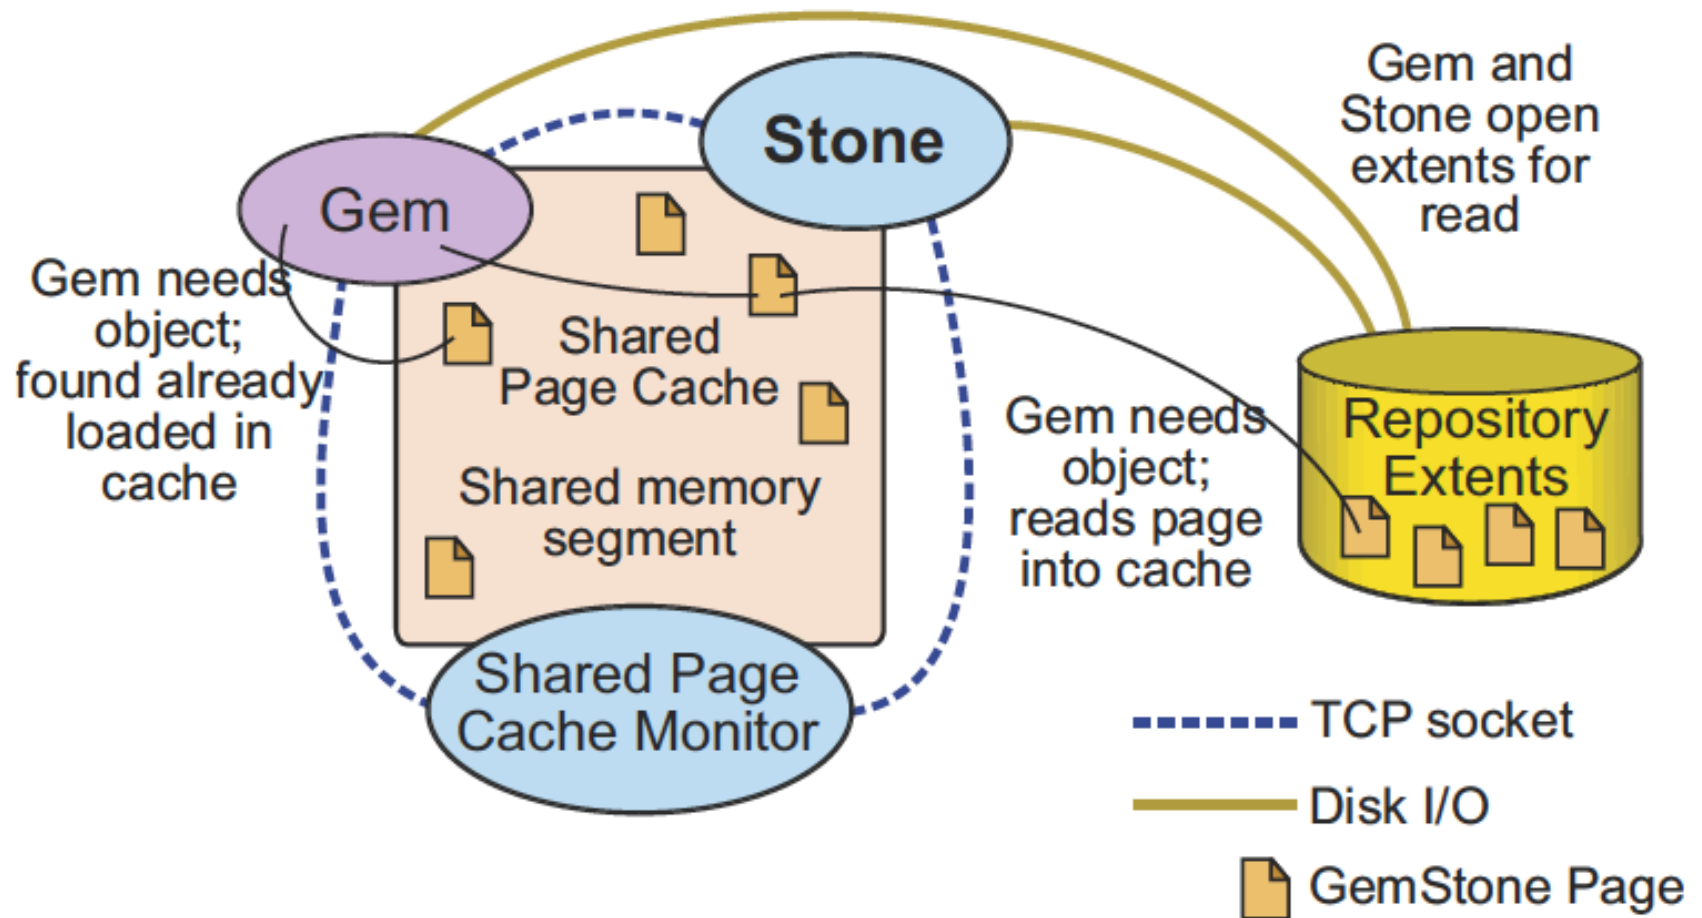 Gem and
Stone open
extents for
read
Stone
Gem
Gem needs
object;
found already
loaded in
cache
Shared
Page Cache
Shared memory
segment
Gem needs
object;
reads page
into cache
Repository
Extents
Shared Page
Cache Monitor
TCP socket
Disk I/O
GemStone Page